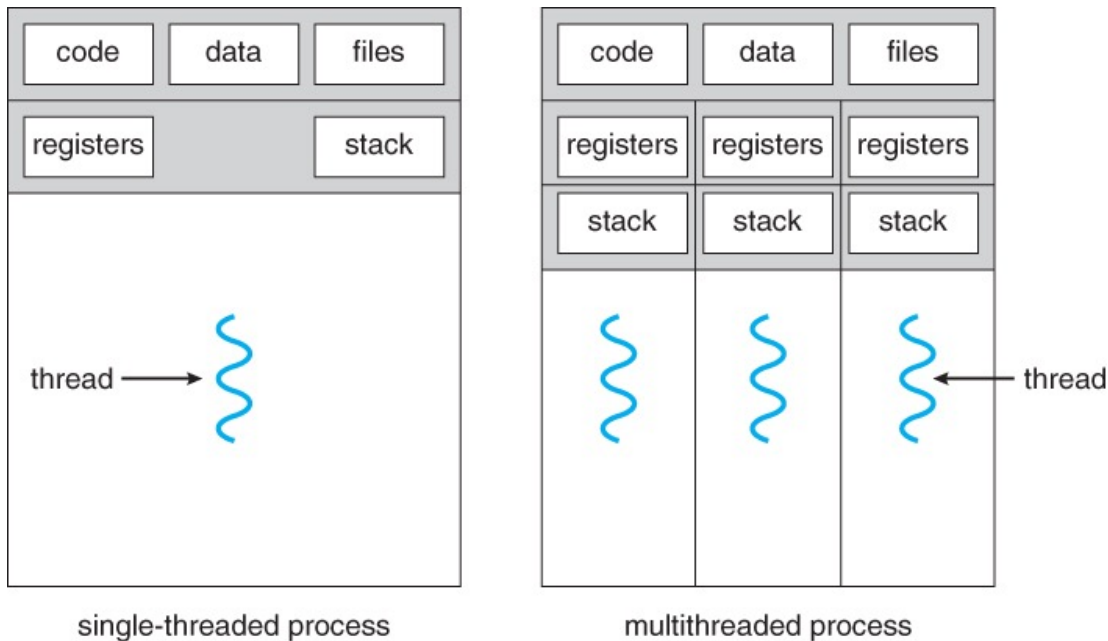 code data files
registers stack
thread
single-threaded process
code data files
registers registers registers
stack stack stack
thread
multithreaded process